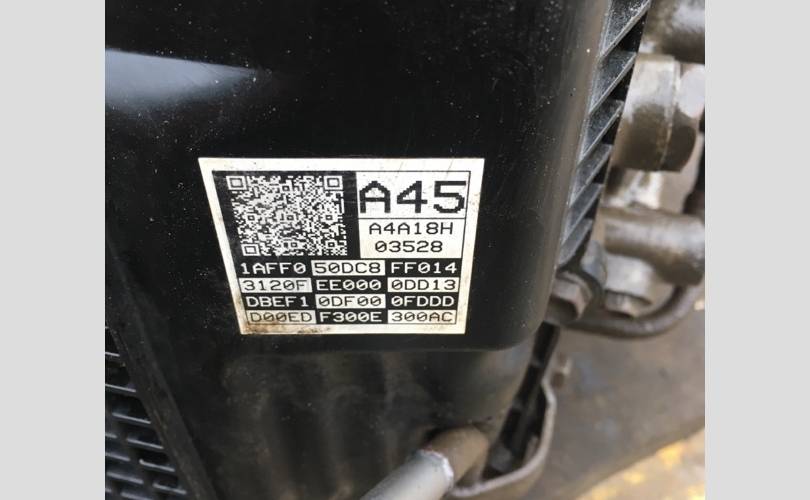 A45
A4A18H
03528
1AFF0 50DC8 FF014
3120F EE000 0DD13
DBEF1 0DF00 0FDDD
D00ED F300E 300AC